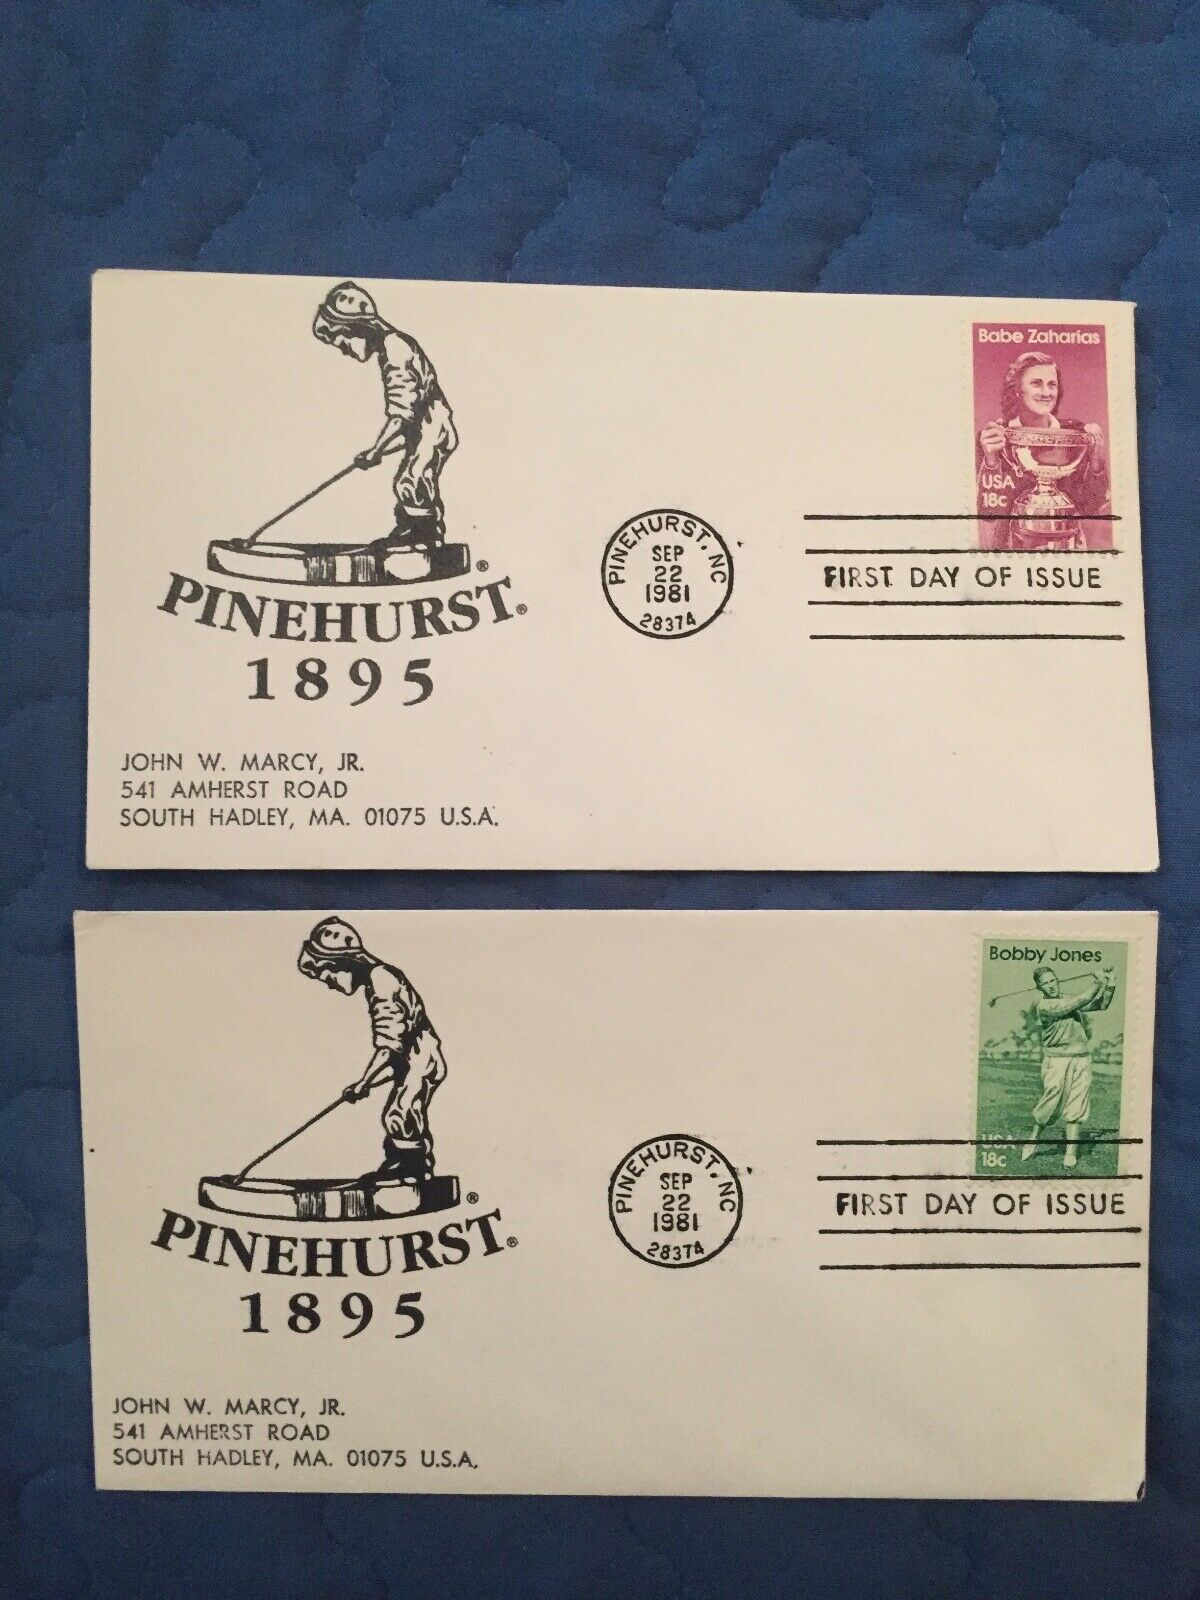 Babe Zaharias
USA
18c
PINEHURST, NC
SEP
22
1981
28374
FIRST DAY OF ISSUE
®
PINEHURST®
1895
JOHN W. MARCY, JR.
541 AMHERST ROAD
SOUTH HADLEY, MA. 01075 U.S.A.
Bobby Jones
USA
18c
PINEHURST, NC
SEP
22
1981
28374
FIRST DAY OF ISSUE
®
PINEHURST®
1895
JOHN W. MARCY, JR.
541 AMHERST ROAD
SOUTH HADLEY, MA. 01075 U.S.A.